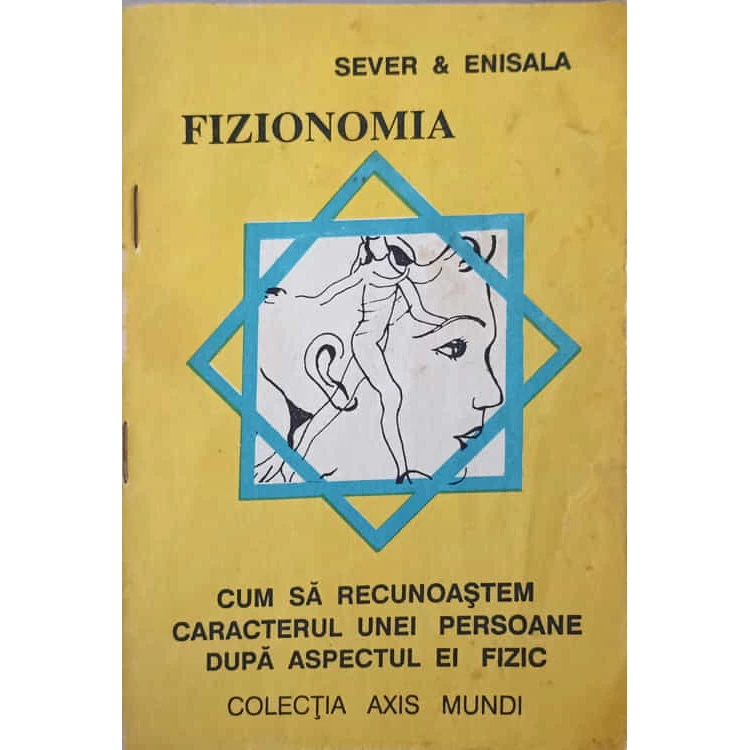 SEVER & ENISALA
FIZIONOMIA
CUM SĂ RECUNOAŞTEM
CARACTERUL UNEI PERSOANE
DUPĂ ASPECTUL EI FIZIC
COLECŢIA AXIS MUNDI